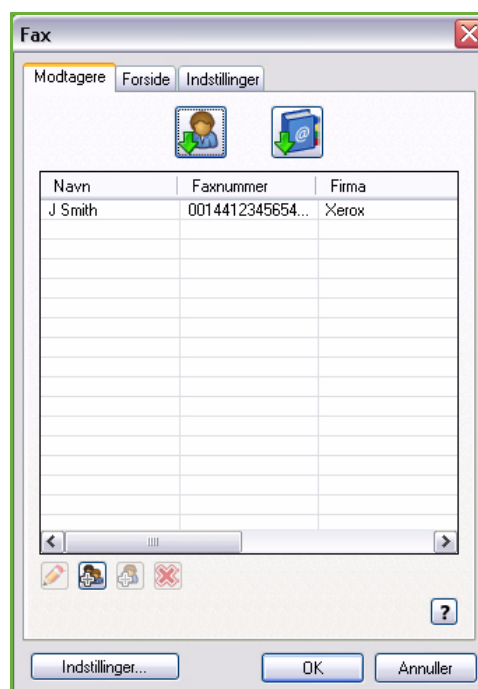 Fax
Modtagere Forside Indstillinger
Navn Faxnummer Firma
J Smith 0014412345654... Xerox
?
Indstillinger... OK Annuller